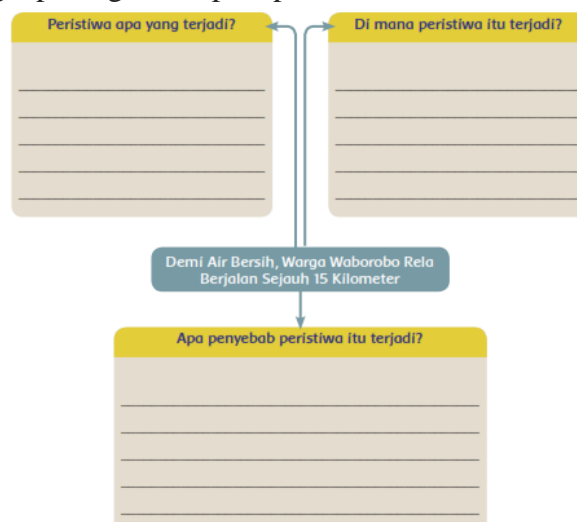 Peristiwa apa yang terjadi?
Di mana peristiwa itu terjadi?
Demi Air Bersih, Warga Waborobo Rela
Berjalan Sejauh 15 Kilometer
Apa penyebab peristiwa itu terjadi?